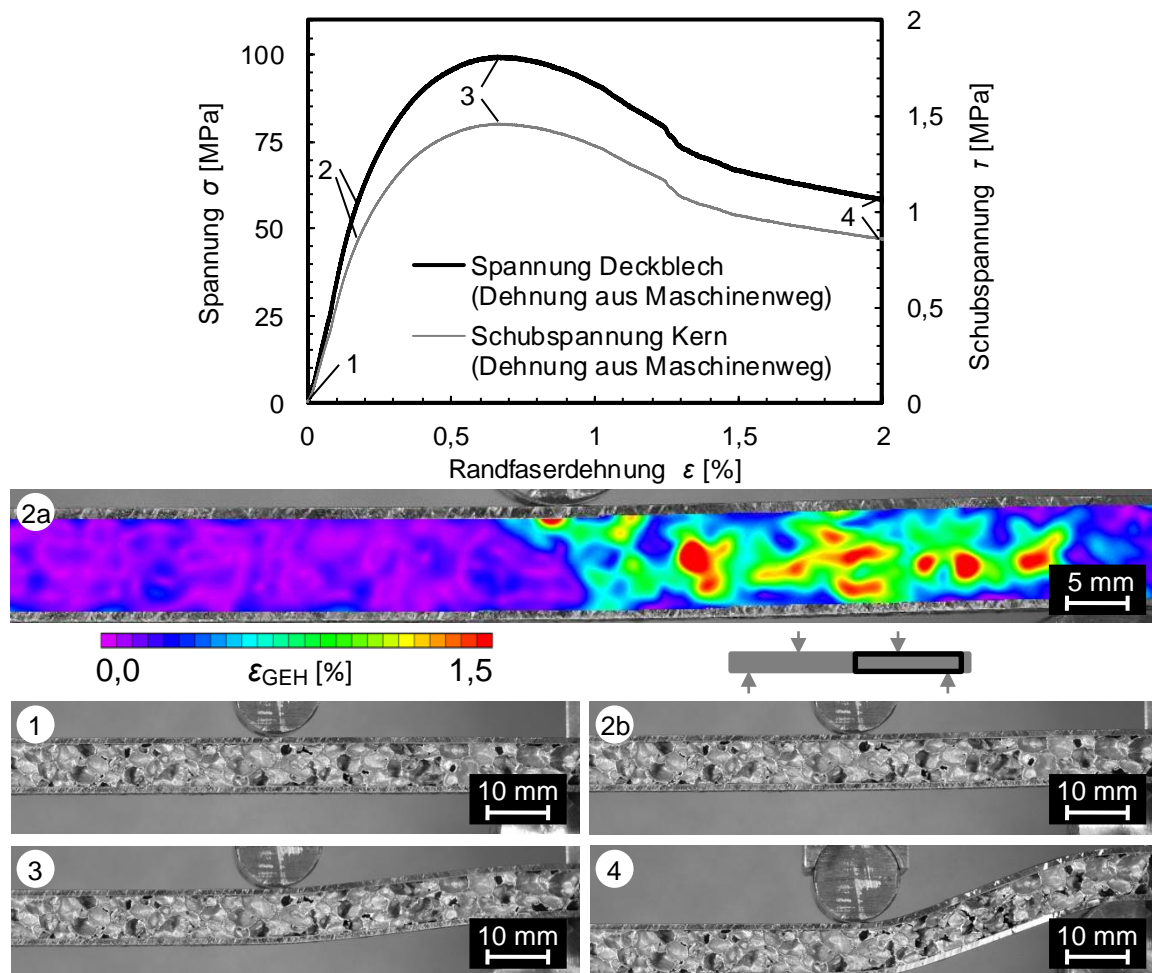 100
75
50
25
0
Spannung σ [MPa]
2
1,5
1
0,5
0
Schubspannung τ [MPa]
3
2
4
1
Spannung Deckblech
(Dehnung aus Maschinenweg)
Schubspannung Kern
(Dehnung aus Maschinenweg)
0
0,5
1
1,5
2
Randfaserdehnung ε [%]
2a
5 mm
0,0
εGEH [%]
1,5
1
10 mm
2b
10 mm
3
10 mm
4
10 mm